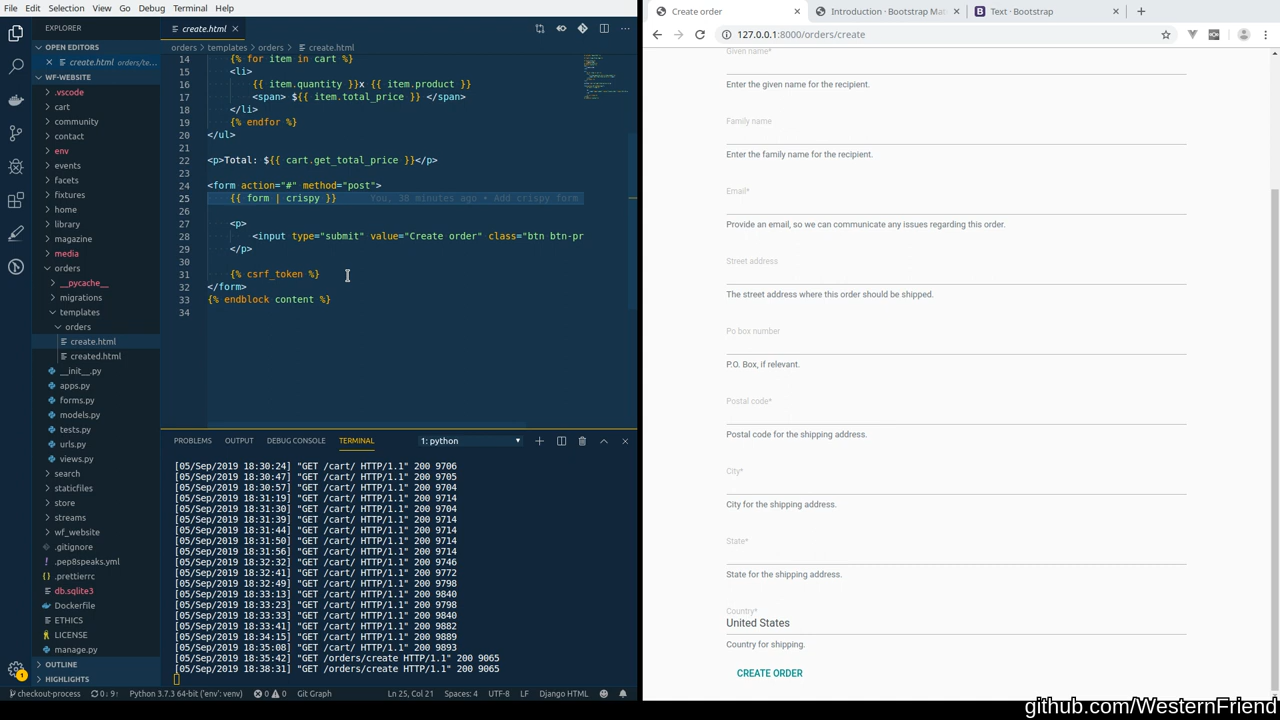 File Edit Selection View Go Debug Terminal Help
EXPLORER
OPEN EDITORS
create.html orders/te...
WF-WEBSITE
.vscode
cart
community
contact
env
events
facets
fixtures
home
library
magazine
media
orders
__pycache__
migrations
templates
orders
create.html
created.html
__init__.py
apps.py
forms.py
models.py
tests.py
urls.py
views.py
search
staticfiles
store
streams
wf_website
.gitignore
.pep8speaks.yml
.prettierrc
db.sqlite3
Dockerfile
ETHICS
LICENSE
manage.py
OUTLINE
HIGHLIGHTS
1
create.html
orders > templates > orders > create.html
14 {% for item in cart %}
15 <li>
16 {{ item.quantity }}x {{ item.product }}
17 <span> ${{ item.total_price }} </span>
18 </li>
19 {% endfor %}
20 </ul>
21
22 <p>Total: ${{ cart.get_total_price }}</p>
23
24 <form action="#" method="post">
25 {{ form | crispy }} You, 38 minutes ago • Add crispy form
26
27 <p>
28 <input type="submit" value="Create order" class="btn btn-pr
29 </p>
30
31 {% csrf_token %}
32 </form>
33 {% endblock content %}
34
PROBLEMS OUTPUT DEBUG CONSOLE TERMINAL 1: python
[05/Sep/2019 18:30:24] "GET /cart/ HTTP/1.1" 200 9706
[05/Sep/2019 18:30:47] "GET /cart/ HTTP/1.1" 200 9705
[05/Sep/2019 18:30:57] "GET /cart/ HTTP/1.1" 200 9704
[05/Sep/2019 18:31:19] "GET /cart/ HTTP/1.1" 200 9714
[05/Sep/2019 18:31:30] "GET /cart/ HTTP/1.1" 200 9704
[05/Sep/2019 18:31:39] "GET /cart/ HTTP/1.1" 200 9714
[05/Sep/2019 18:31:44] "GET /cart/ HTTP/1.1" 200 9714
[05/Sep/2019 18:31:50] "GET /cart/ HTTP/1.1" 200 9714
[05/Sep/2019 18:31:56] "GET /cart/ HTTP/1.1" 200 9714
[05/Sep/2019 18:32:32] "GET /cart/ HTTP/1.1" 200 9746
[05/Sep/2019 18:32:41] "GET /cart/ HTTP/1.1" 200 9772
[05/Sep/2019 18:32:49] "GET /cart/ HTTP/1.1" 200 9798
[05/Sep/2019 18:33:13] "GET /cart/ HTTP/1.1" 200 9840
[05/Sep/2019 18:33:23] "GET /cart/ HTTP/1.1" 200 9798
[05/Sep/2019 18:33:33] "GET /cart/ HTTP/1.1" 200 9840
[05/Sep/2019 18:33:41] "GET /cart/ HTTP/1.1" 200 9882
[05/Sep/2019 18:34:15] "GET /cart/ HTTP/1.1" 200 9889
[05/Sep/2019 18:35:08] "GET /cart/ HTTP/1.1" 200 9893
[05/Sep/2019 18:35:42] "GET /orders/create HTTP/1.1" 200 9065
[05/Sep/2019 18:38:31] "GET /orders/create HTTP/1.1" 200 9065
checkout-process 0↓ 9↑ Python 3.7.3 64-bit ('env': venv) 0 0 Git Graph Ln 25, Col 21 Spaces: 4 UTF-8 LF Django HTML
Create order Introduction · Bootstrap Mat Text · Bootstrap
127.0.0.1:8000/orders/create
Given name*
Enter the given name for the recipient.
Family name
Enter the family name for the recipient.
Email*
Provide an email, so we can communicate any issues regarding this order.
Street address
The street address where this order should be shipped.
Po box number
P.O. Box, if relevant.
Postal code*
Postal code for the shipping address.
City*
City for the shipping address.
State*
State for the shipping address.
Country*
United States
Country for shipping.
CREATE ORDER
github.com/WesternFriend